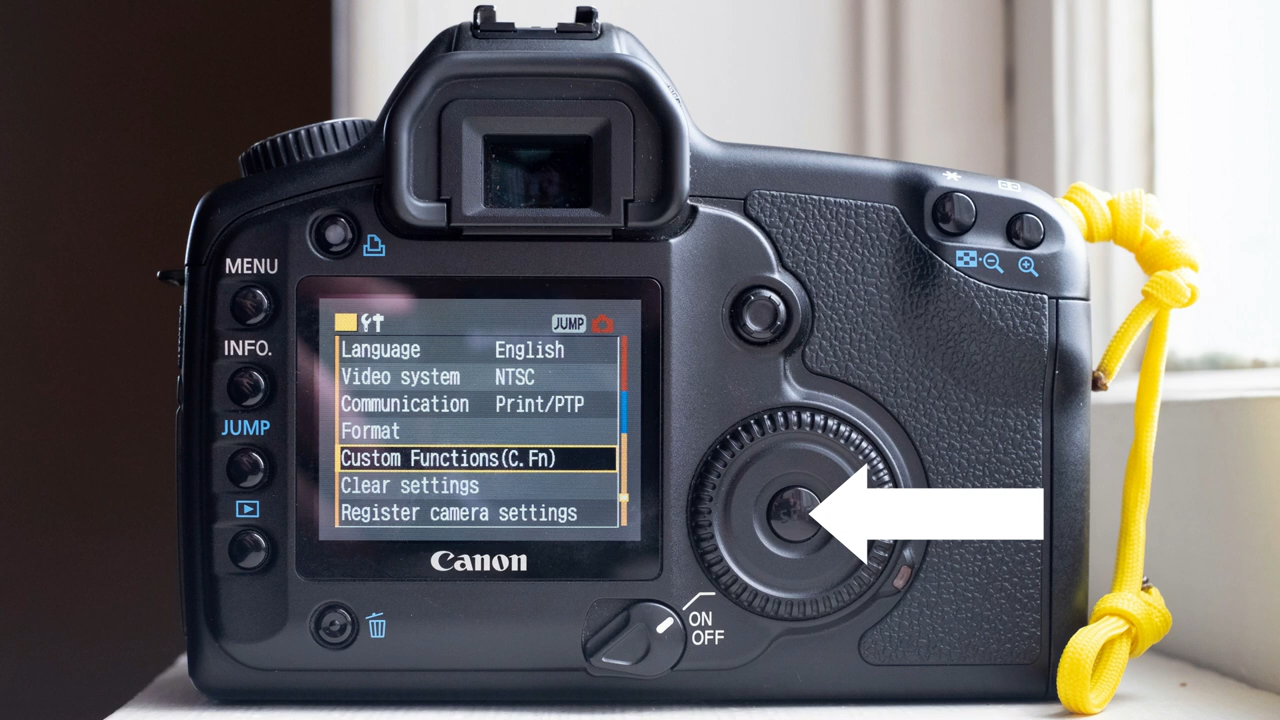 MENU
INFO.
JUMP
JUMP
Language English
Video system NTSC
Communication Print/PTP
Format
Custom Functions(C.Fn)
Clear settings
Register camera settings
Canon
ON
OFF